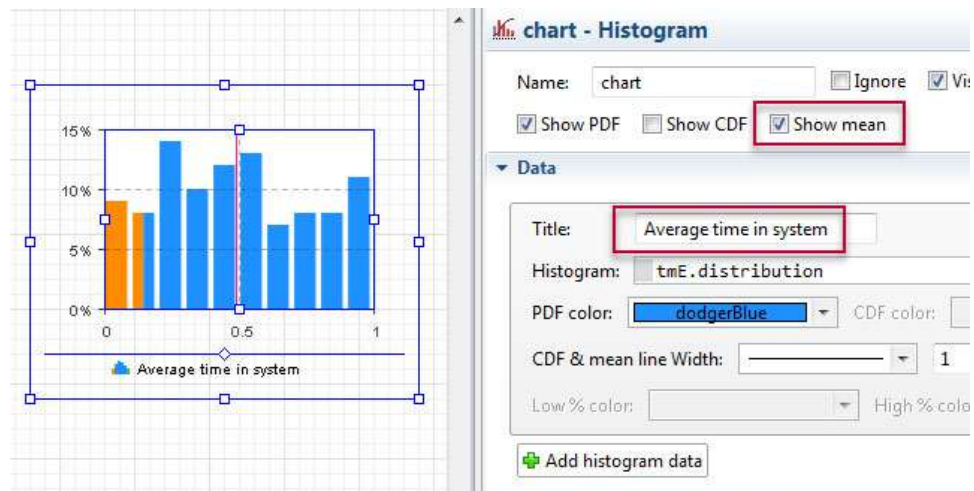 chart - Histogram
Name: chart Ignore
Show PDF Show CDF Show mean
Data
Title: Average time in system
Histogram: tmE.distribution
PDF color: dodgerBlue CDF color:
CDF & mean line Width: 1
Low % color: High %
Add histogram data
15%
10%
5%
0%
0 0.5 1
Average time in system